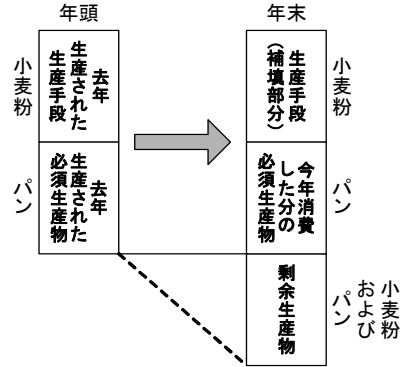 年頭
年末
小麦粉
去年
生産された
生産手段
パン
去年
生産された
必須生産物
生産手段
(補填部分)
小麦粉
今年消費
した分の
必須生産物
パン
剰余生産物
小麦粉
および
パン